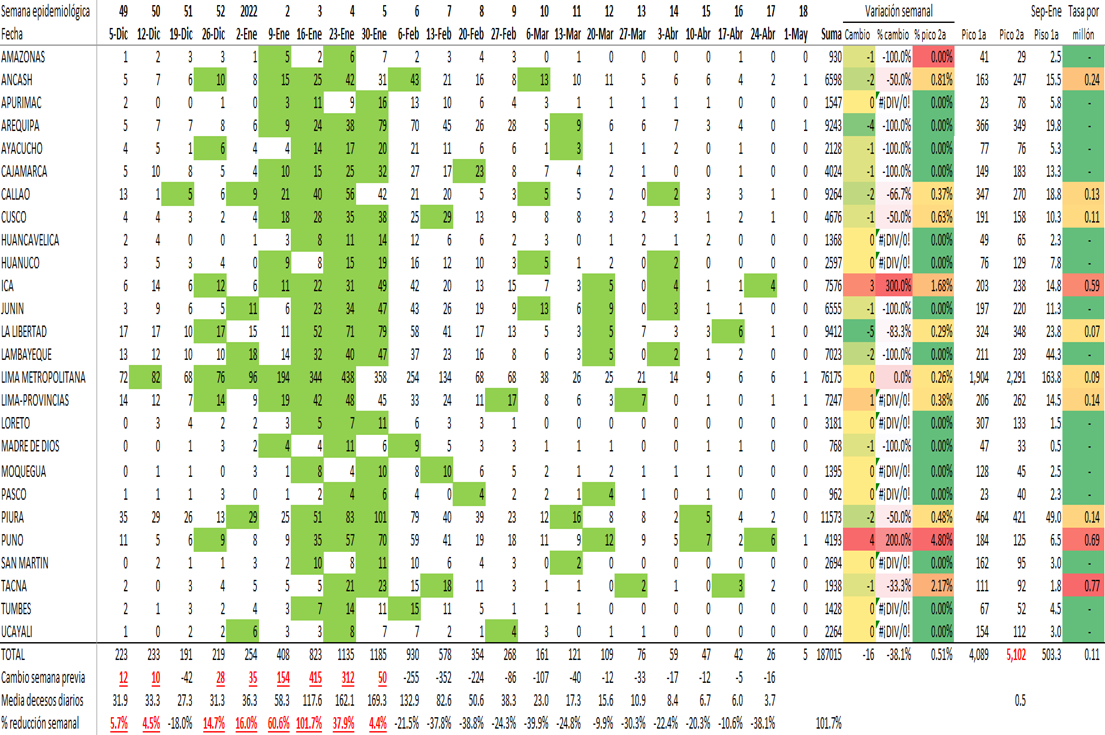 Semana epidemiológica 49 50 51 52 2022 2 3 4 5 6 7 8 9 10 11 12 13 14 15 16 17 18 Variación semanal Sep-Ene Tasa por
Fecha 5-Dic 12-Dic 19-Dic 26-Dic 2-Ene 9-Ene 16-Ene 23-Ene 30-Ene 6-Feb 13-Feb 20-Feb 27-Feb 6-Mar 13-Mar 20-Mar 27-Mar 3-Abr 10-Abr 17-Abr 24-Abr 1-May Suma Cambio % cambio % pico 2a Pico 1a Pico 2a Piso 1a millón
AMAZONAS 1 2 3 3 1 5 2 6 7 2 3 4 3 0 1 0 0 0 0 1 0 930 -1 -100.0% 0.00% 41 29 2.5 -
ANCASH 5 7 6 10 8 15 25 42 31 43 21 16 8 13 10 11 5 6 6 4 2 1 6598 -2 -50.0% 0.81% 163 247 15.5 0.24
APURIMAC 2 0 0 1 0 3 11 9 16 13 10 6 4 3 1 1 1 1 1 0 0 0 1547 0 #¡DIV/0! 0.00% 23 78 5.8 -
AREQUIPA 5 7 7 8 6 9 24 38 79 70 45 26 28 5 9 6 6 7 3 4 0 1 9243 -4 -100.0% 0.00% 366 349 19.8 -
AYACUCHO 4 5 1 6 4 4 14 17 20 21 11 6 6 1 3 1 1 2 0 1 0 0 2128 -1 -100.0% 0.00% 77 76 5.3 -
CAJAMARCA 5 10 8 5 4 10 15 25 32 27 17 23 8 7 4 2 1 0 0 1 0 0 4024 -1 -100.0% 0.00% 149 183 13.3 -
CALLAO 13 1 5 6 9 21 40 56 42 21 20 5 3 5 4 2 0 2 3 3 1 0 9264 -2 -66.7% 0.37% 347 270 18.8 0.13
CUSCO 4 4 3 2 4 18 28 35 38 25 29 13 9 8 8 3 2 3 1 2 1 0 4676 -1 -50.0% 0.63% 191 158 10.3 0.11
HUANCAVELICA 2 4 0 0 1 3 8 11 14 12 6 6 2 3 0 1 2 1 2 0 0 0 1368 0 #¡DIV/0! 0.00% 49 65 2.3 -
HUANUCO 3 5 3 4 0 9 8 15 19 16 12 10 3 5 1 2 0 2 0 0 0 0 2597 0 #¡DIV/0! 0.00% 76 129 7.8 -
ICA 6 14 6 12 6 11 22 31 49 42 20 13 15 7 3 5 0 4 1 1 4 0 7576 3 300.0% 1.68% 203 238 14.8 0.59
JUNIN 3 9 6 5 11 6 23 34 47 43 26 19 9 13 6 9 0 3 1 1 0 0 6555 -1 -100.0% 0.00% 197 220 11.3 -
LA LIBERTAD 17 17 10 17 15 11 52 71 79 58 41 17 13 5 3 5 7 3 3 6 1 0 9412 -5 -83.3% 0.29% 324 348 23.8 0.07
LAMBAYEQUE 13 12 10 10 18 14 32 40 47 37 23 16 8 6 3 5 0 2 1 2 0 0 7023 -2 -100.0% 0.00% 211 239 44.3 -
LIMA METROPOLITANA 72 82 68 76 96 194 344 438 358 254 134 68 68 38 26 25 21 14 9 6 6 1 76175 0 0.0% 0.26% 1,904 2,291 163.8 0.09
LIMA-PROVINCIAS 14 12 7 14 9 19 42 48 45 33 24 11 17 8 6 3 7 0 1 0 1 1 7247 1 #¡DIV/0! 0.38% 206 262 14.5 0.14
LORETO 0 3 4 2 2 1 5 7 11 6 3 3 1 0 0 0 0 0 0 0 0 0 3181 0 #¡DIV/0! 0.00% 307 133 1.5 -
MADRE DE DIOS 0 0 1 3 2 4 4 11 6 9 5 3 3 1 1 1 0 0 1 1 0 0 768 -1 -100.0% 0.00% 47 33 0.5 -
MOQUEGUA 0 1 1 0 3 1 8 4 10 8 10 6 5 2 1 2 1 1 1 0 0 0 1395 0 #¡DIV/0! 0.00% 128 45 2.5 -
PASCO 1 1 1 3 0 1 2 4 6 4 0 4 2 2 1 4 1 0 0 0 0 0 962 0 #¡DIV/0! 0.00% 23 40 2.3 -
PIURA 35 29 26 13 29 25 51 83 101 79 40 39 23 12 16 8 8 2 5 4 2 0 11573 -2 -50.0% 0.48% 464 421 49.0 0.14
PUNO 11 5 6 9 8 9 35 57 70 59 41 19 18 11 9 12 9 5 7 2 6 1 4193 4 200.0% 4.80% 184 125 6.5 0.69
SAN MARTIN 0 2 1 1 3 2 10 8 11 10 6 4 3 0 2 0 0 0 0 0 0 0 2694 0 #¡DIV/0! 0.00% 162 95 3.0 -
TACNA 2 0 3 4 5 5 5 21 23 13 18 11 3 1 1 0 2 1 0 3 2 0 1938 -1 -33.3% 2.17% 111 92 1.8 0.77
TUMBES 2 1 3 2 4 3 7 14 11 15 6 5 1 1 1 0 0 0 0 0 0 0 1428 0 #¡DIV/0! 0.00% 67 52 4.5 -
UCAYALI 1 0 2 2 6 3 3 8 7 7 2 1 4 3 0 1 1 0 0 0 0 0 2264 0 #¡DIV/0! 0.00% 154 112 3.0 -
TOTAL 223 233 191 219 254 408 823 1135 1185 930 578 354 268 161 121 109 76 59 47 42 26 5 187015 -16 -38.1% 0.51% 4,089 5,102 503.3 0.11
Cambio semana previa 12 10 -42 28 35 154 415 312 50 -255 -352 -224 -86 -107 -40 -12 -33 -17 -12 -5 -16
Media decesos diarios 31.9 33.3 27.3 31.3 36.3 58.3 117.6 162.1 169.3 132.9 82.6 50.6 38.3 23.0 17.3 15.6 10.9 8.4 6.7 6.0 3.7 0.5
% reducción semanal 5.7% 4.5% -18.0% 14.7% 16.0% 60.6% 101.7% 37.9% 4.4% -21.5% -37.8% -38.8% -24.3% -39.9% -24.8% -9.9% -30.3% -22.4% -20.3% -10.6% -38.1% 101.7%